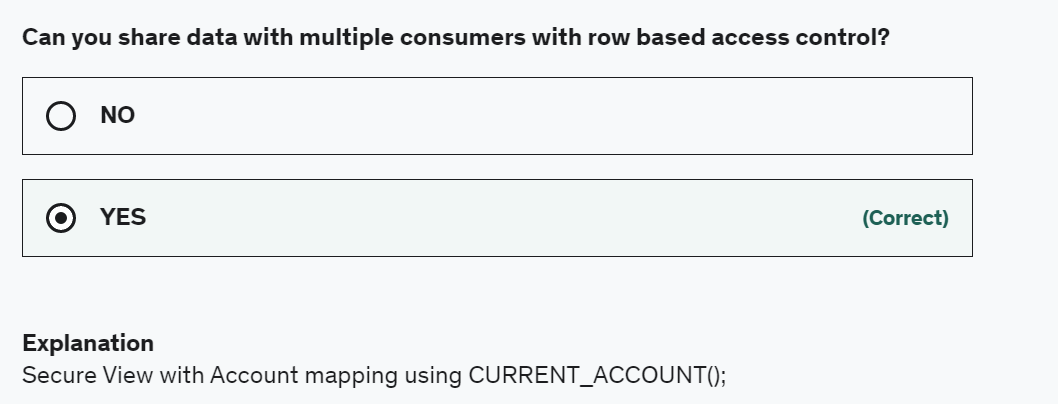 Can you share data with multiple consumers with row based access control?
NO
YES (Correct)
Explanation
Secure View with Account mapping using CURRENT_ACCOUNT();